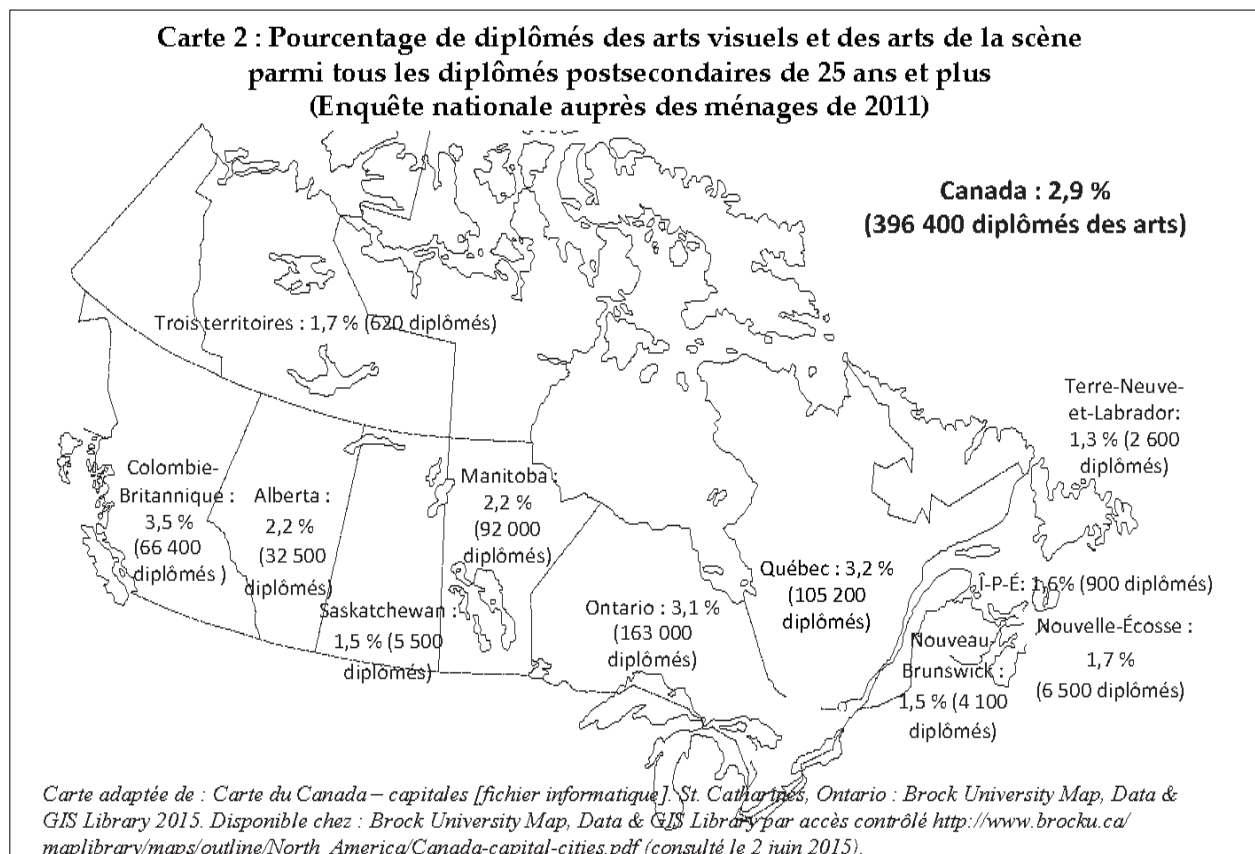 Carte 2 : Pourcentage de diplômés des arts visuels et des arts de la scène
parmi tous les diplômés postsecondaires de 25 ans et plus
(Enquête nationale auprès des ménages de 2011)
Canada : 2,9 %
(396 400 diplômés des arts)
Trois territoires : 1,7 % (620 diplômés)
Terre-Neuve-
et-Labrador:
1,3 % (2 600
diplômés)
Colombie-
Britannique :
3,5 %
(66 400
diplômés )
Alberta :
2,2 %
(32 500
diplômés)
Saskatchewan :
1,5 % (5 500
diplômés)
Manitoba :
2,2 %
(92 000
diplômés)
Ontario : 3,1 %
(163 000
diplômés)
Québec : 3,2 %
(105 200
diplômés)
Î-P-É: 1,6% (900 diplômés)
Nouvelle-Écosse :
1,7 %
(6 500 diplômés)
Nouveau-
Brunswick :
1,5 % (4 100
diplômés)
Carte adaptée de : Carte du Canada – capitales [fichier informatique]. St. Catharines, Ontario : Brock University Map, Data &
GIS Library 2015. Disponible chez : Brock University Map, Data & GIS Library par accès contrôlé http://www.brocku.ca/
maplibrary/maps/outline/North_America/Canada-capital-cities.pdf (consulté le 2 juin 2015).